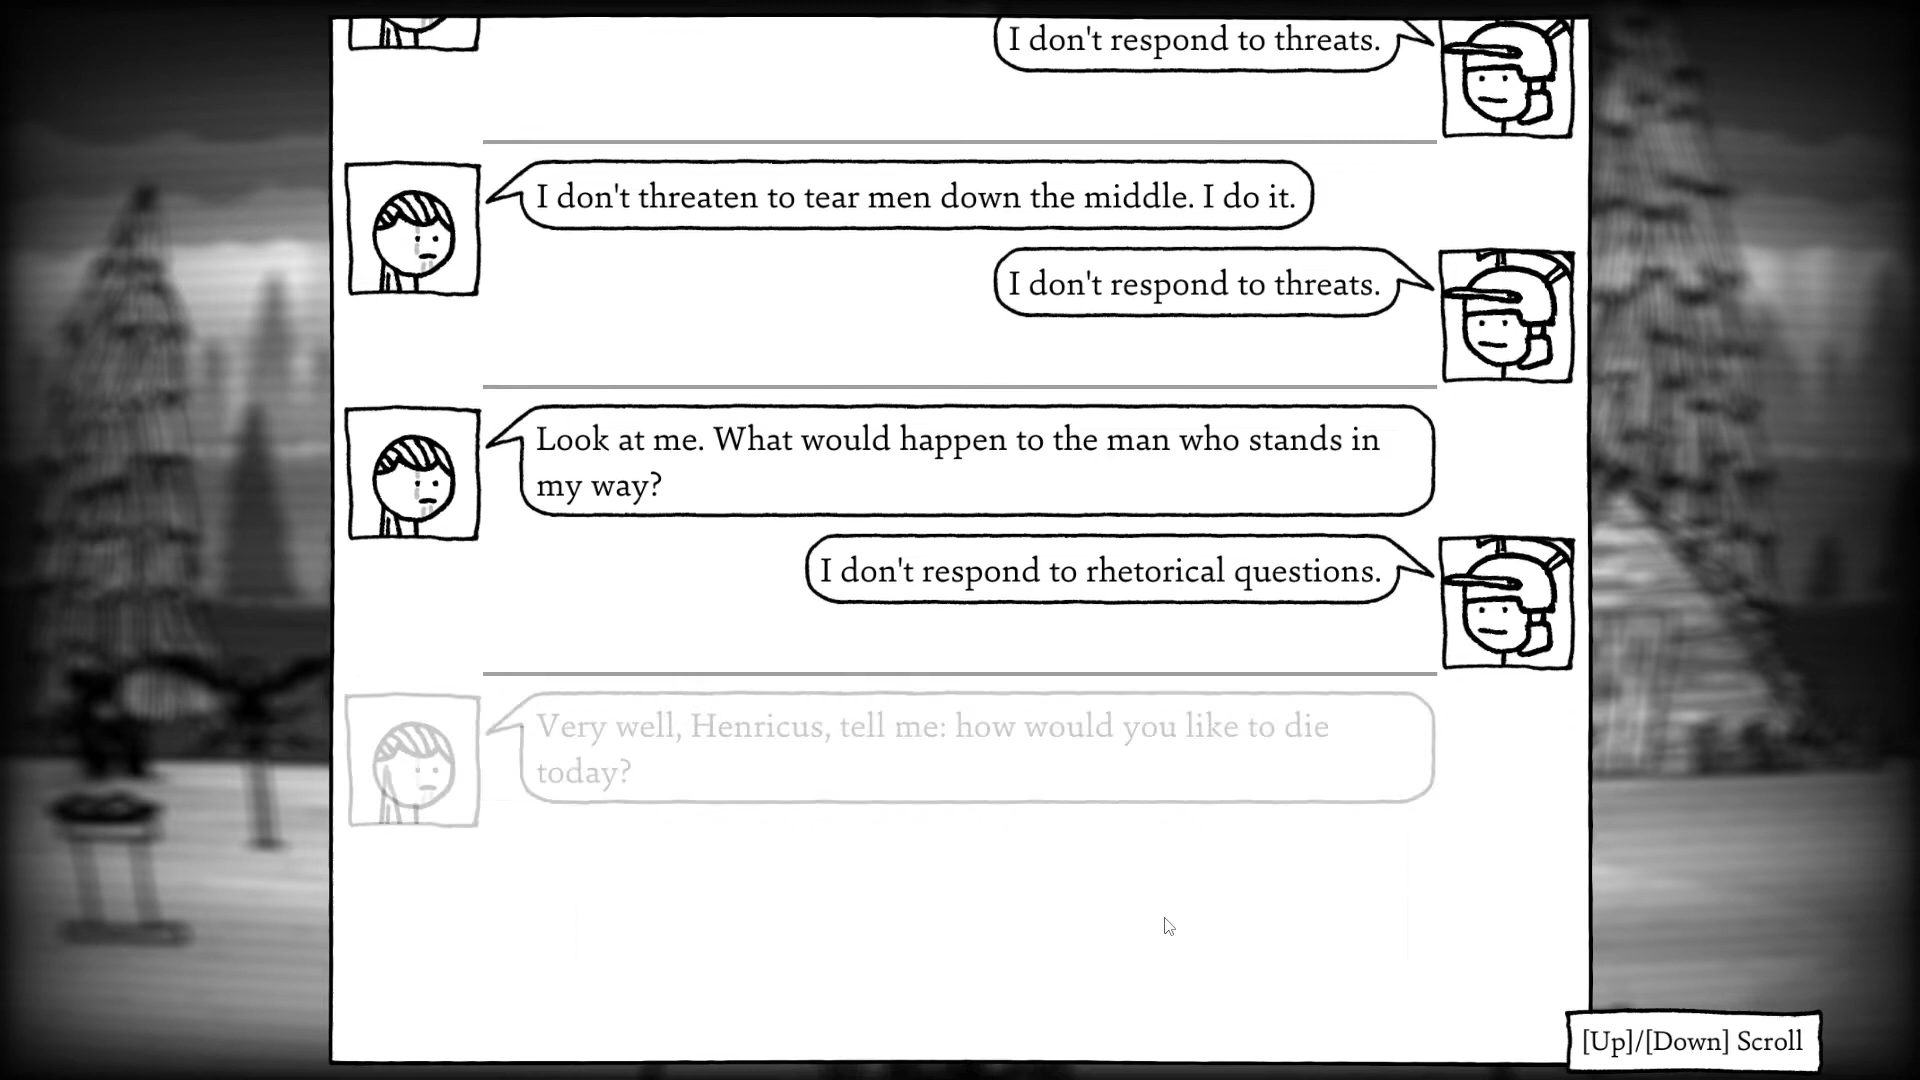 I don't respond to threats.
I don't threaten to tear men down the middle. I do it.
I don't respond to threats.
Look at me. What would happen to the man who stands in
my way?
I don't respond to rhetorical questions.
Very well, Henricus, tell me: how would you like to die
today?
[Up]/[Down] Scroll